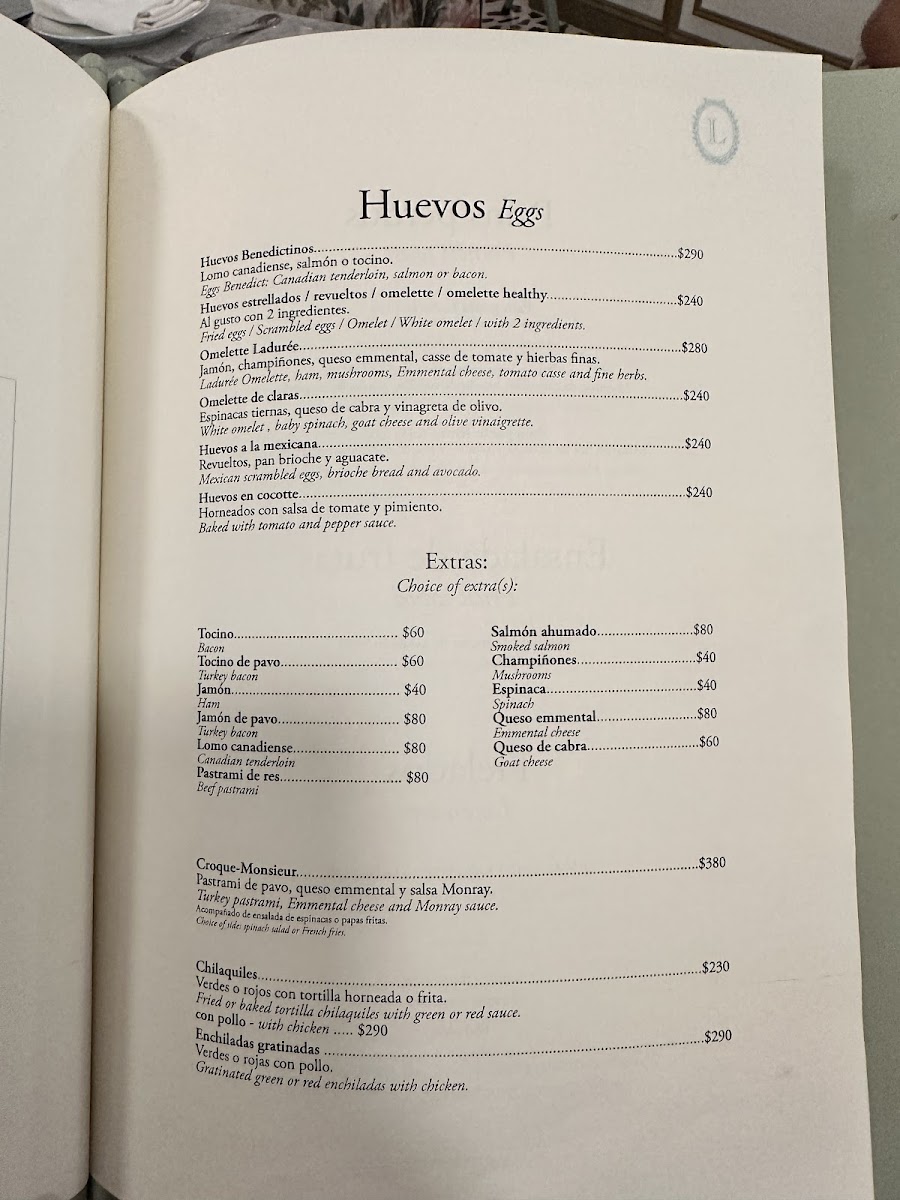 L
Huevos Eggs
Huevos Benedictinos........................$290
Lomo canadiense, salmón o tocino.
Eggs Benedict: Canadian tenderloin, salmon or bacon.
Huevos estrellados / revueltos / omelette / omelette healthy........................$240
Al gusto con 2 ingredientes.
Fried eggs / Scrambled eggs / Omelet / White omelet / with 2 ingredients.
Omelette Ladurée........................$280
Jamón, champiñones, queso emmental, casse de tomate y hierbas finas.
Ladurée Omelette, ham, mushrooms, Emmental cheese, tomato casse and fine herbs.
Omelette de claras........................$240
Espinacas tiernas, queso de cabra y vinagreta de olivo.
White omelet , baby spinach, goat cheese and olive vinaigrette.
Huevos a la mexicana........................$240
Revueltos, pan brioche y aguacate.
Mexican scrambled eggs, brioche bread and avocado.
Huevos en cocotte........................$240
Horneados con salsa de tomate y pimiento.
Baked with tomato and pepper sauce.
Extras:
Choice of extra(s):
Tocino........................ $60
Bacon
Tocino de pavo........................ $60
Turkey bacon
Jamón........................ $40
Ham
Jamón de pavo........................ $80
Turkey bacon
Lomo canadiense........................ $80
Canadian tenderloin
Pastrami de res........................ $80
Beef pastrami
Salmón ahumado........................$80
Smoked salmon
Champiñones........................$40
Mushrooms
Espinaca........................$40
Spinach
Queso emmental........................$80
Emmental cheese
Queso de cabra........................$60
Goat cheese
Croque-Monsieur........................$380
Pastrami de pavo, queso emmental y salsa Monray.
Turkey pastrami, Emmental cheese and Monray sauce.
Acompañado de ensalada de espinacas o papas fritas.
Choice of side: spinach salad or French fries.
Chilaquiles........................$230
Verdes o rojos con tortilla horneada o frita.
Fried or baked tortilla chilaquiles with green or red sauce.
con pollo - with chicken ..... $290
Enchiladas gratinadas ........................$290
Verdes o rojas con pollo.
Gratinated green or red enchiladas with chicken.